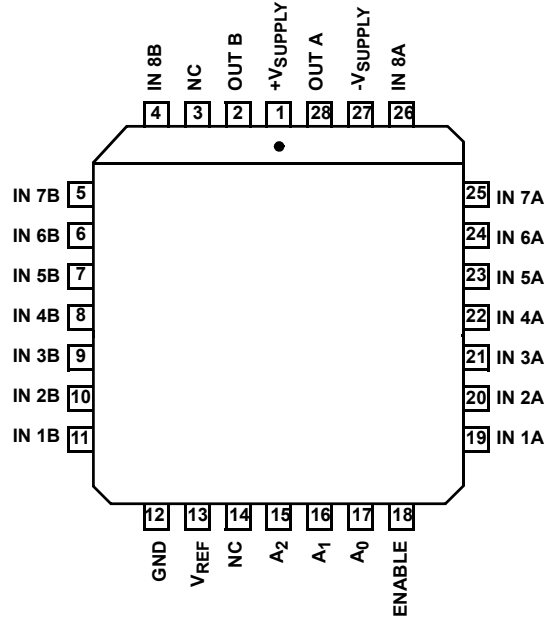 IN 8B
NC
OUT B
+VSUPPLY
OUT A
-VSUPPLY
IN 8A
4
3
2
1
28
27
26
IN 7B 5
25 IN 7A
IN 6B 6
24 IN 6A
IN 5B 7
23 IN 5A
IN 4B 8
22 IN 4A
IN 3B 9
21 IN 3A
IN 2B 10
20 IN 2A
IN 1B 11
19 IN 1A
12
13
14
15
16
17
18
GND
VREF
NC
A2
A1
A0
ENABLE